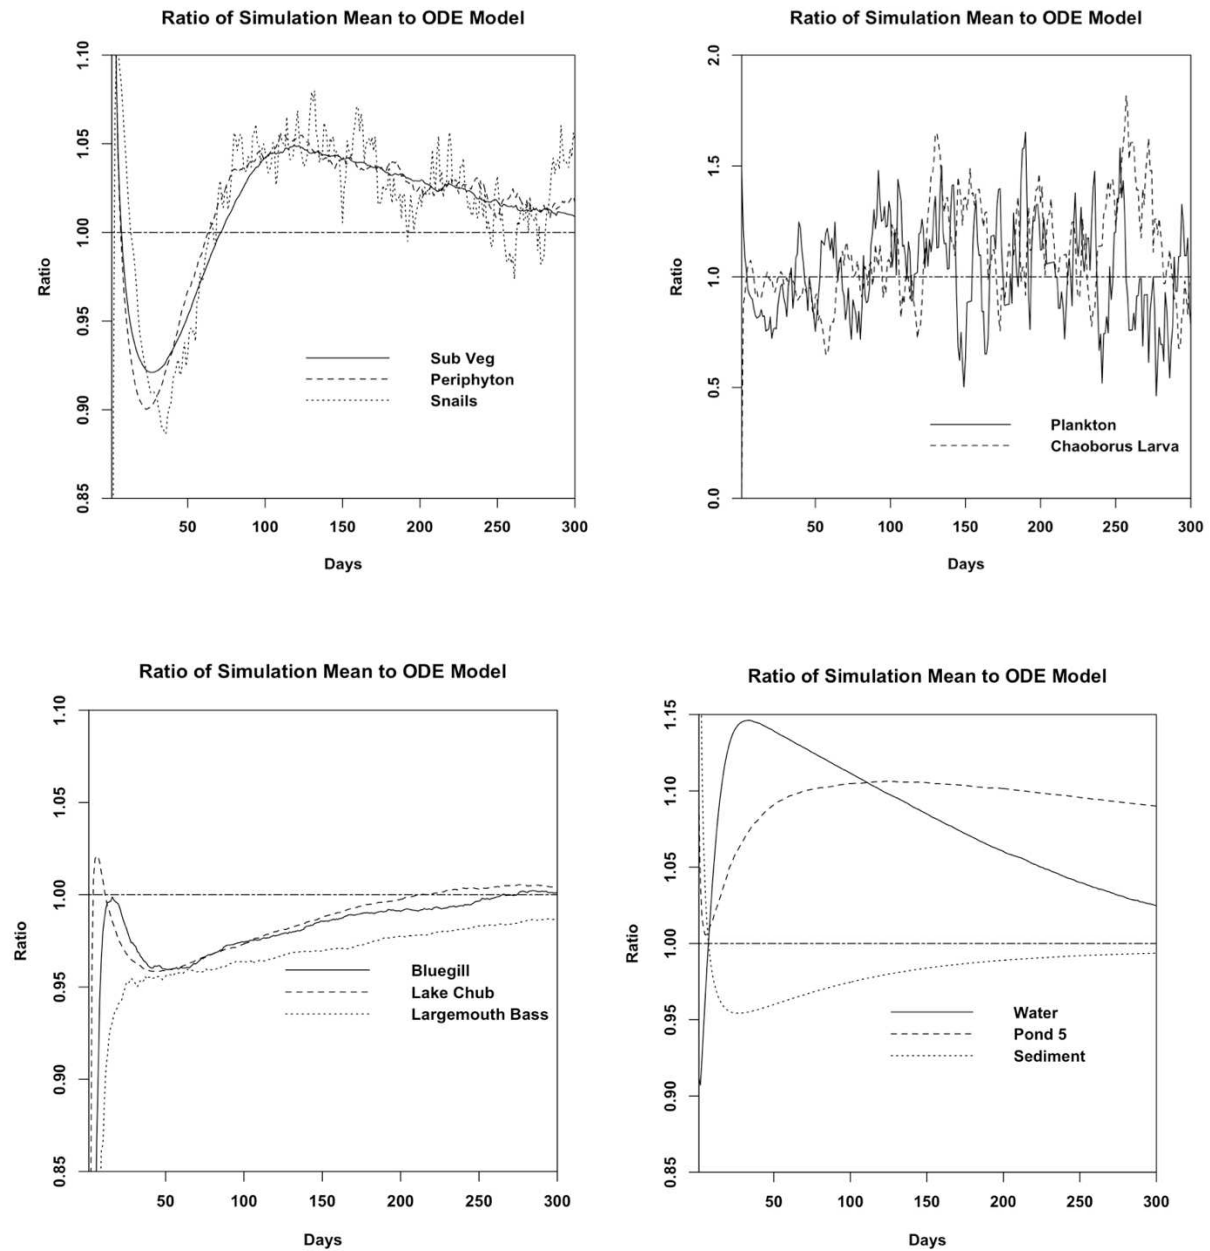 Ratio of Simulation Mean to ODE Model
1.10
1.05
1.00
0.95
0.90
0.85
Ratio
Sub Veg
Periphyton
Snails
50 100 150 200 250 300
Days
Ratio of Simulation Mean to ODE Model
2.0
1.5
1.0
0.5
0.0
Ratio
Plankton
Chaoborus Larva
50 100 150 200 250 300
Days
Ratio of Simulation Mean to ODE Model
1.10
1.05
1.00
0.95
0.90
0.85
Ratio
Bluegill
Lake Chub
Largemouth Bass
50 100 150 200 250 300
Days
Ratio of Simulation Mean to ODE Model
1.15
1.10
1.05
1.00
0.95
0.90
0.85
Ratio
Water
Pond 5
Sediment
50 100 150 200 250 300
Days